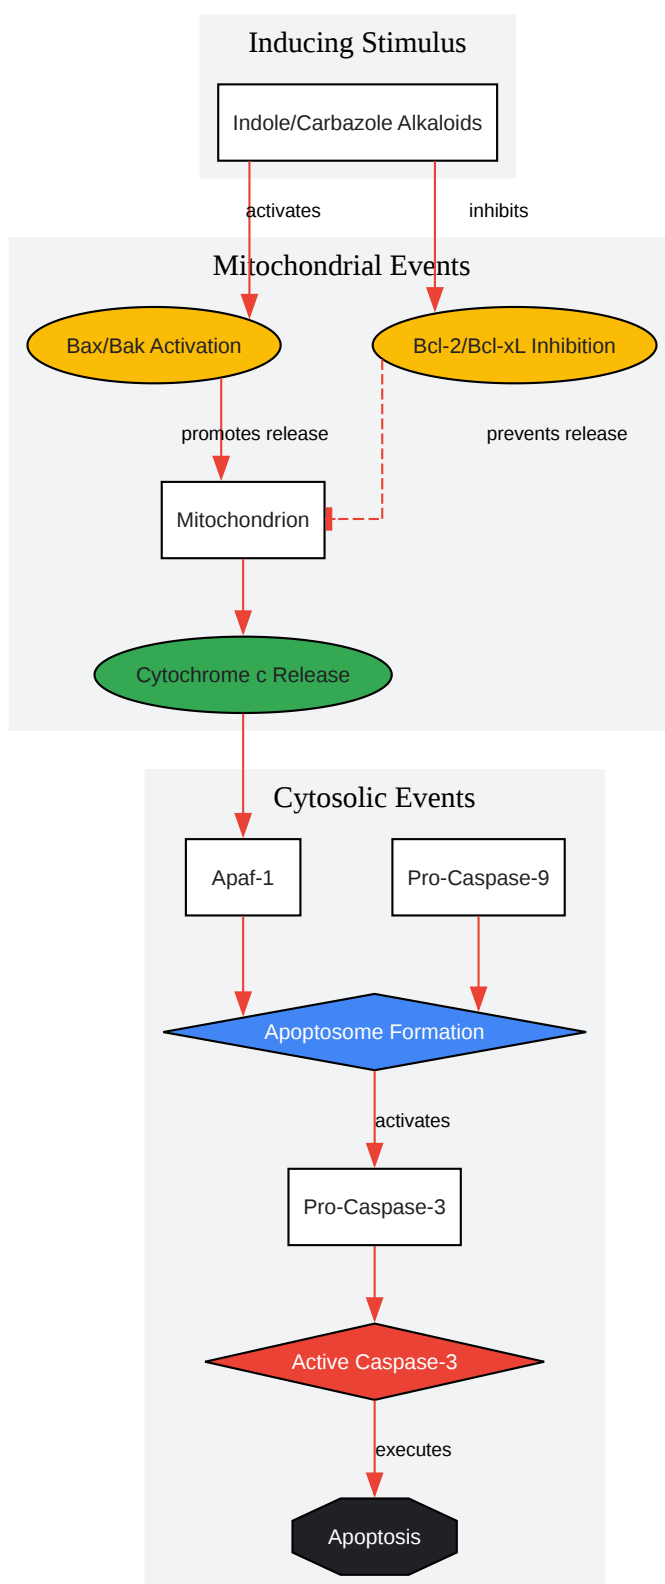 Inducing Stimulus
Indole/Carbazole Alkaloids
activates
inhibits
Mitochondrial Events
Bax/Bak Activation
Bcl-2/Bcl-xL Inhibition
promotes release
prevents release
Mitochondrion
Cytochrome c Release
Cytosolic Events
Apaf-1
Pro-Caspase-9
Apoptosome Formation
activates
Pro-Caspase-3
Active Caspase-3
executes
Apoptosis